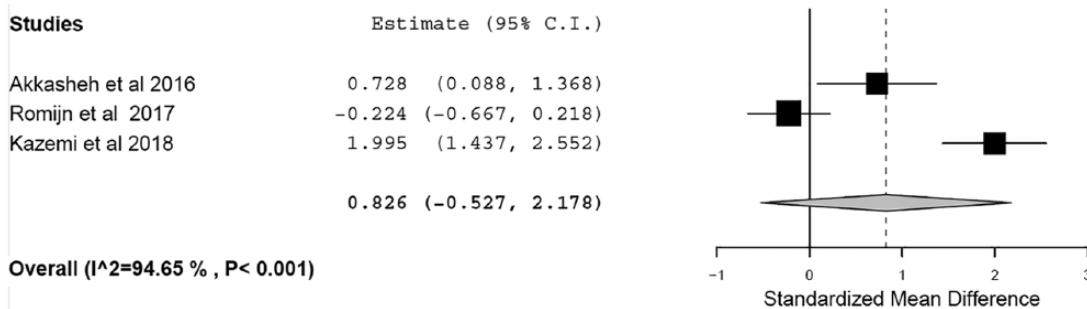 Studies Estimate (95% C.I.)
Akkasheh et al 2016 0.728 (0.088, 1.368)
Romijn et al 2017 -0.224 (-0.667, 0.218)
Kazemi et al 2018 1.995 (1.437, 2.552)
0.826 (-0.527, 2.178)
Overall (I^2=94.65 % , P< 0.001)
-1 0 1 2 3
Standardized Mean Difference